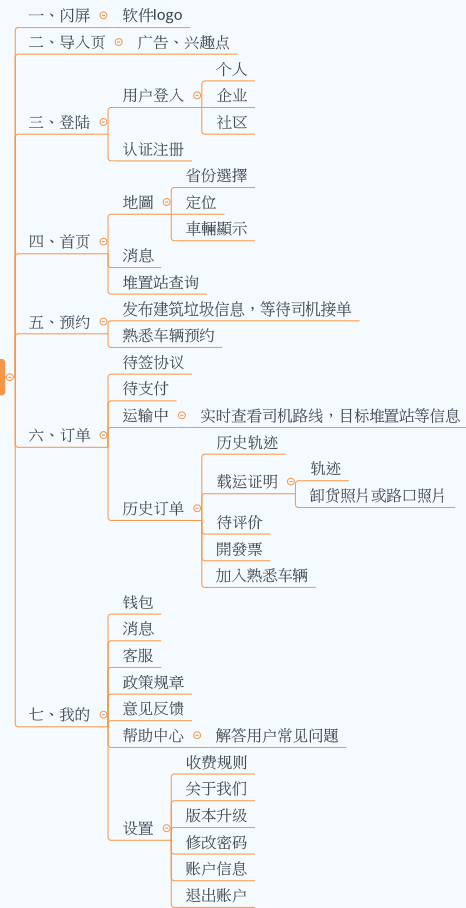 一、闪屏
软件logo
二、导入页
广告、兴趣点
三、登陆
用户登入
个人
企业
社区
认证注册
四、首页
地圖
省份選擇
定位
車輛顯示
消息
堆置站查询
五、预约
发布建筑垃圾信息，等待司机接单
熟悉车辆预约
六、订单
待签协议
待支付
运输中
实时查看司机路线，目标堆置站等信息
历史订单
历史轨迹
载运证明
轨迹
卸货照片或路口照片
待评价
開發票
加入熟悉车辆
七、我的
钱包
消息
客服
政策规章
意见反馈
帮助中心
解答用户常见问题
设置
收费规则
关于我们
版本升级
修改密码
账户信息
退出账户